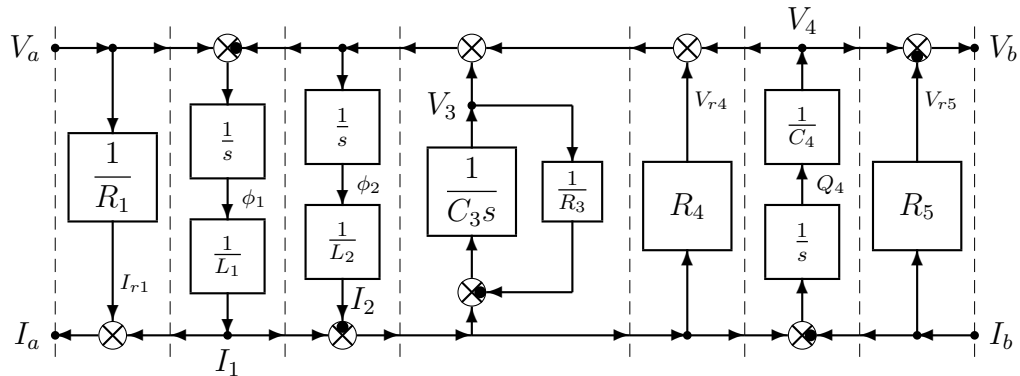 V_a V_4 V_b
V_3 V_{r4} V_{r5}
\frac{1}{s} \frac{1}{s} \frac{1}{C_4}
\frac{1}{R_1} \phi_1 \phi_2 \frac{1}{C_3 s} \frac{1}{R_3} R_4 Q_4 R_5
\frac{1}{L_1} \frac{1}{L_2} \frac{1}{s}
I_{r1} I_2
I_a I_1 I_b